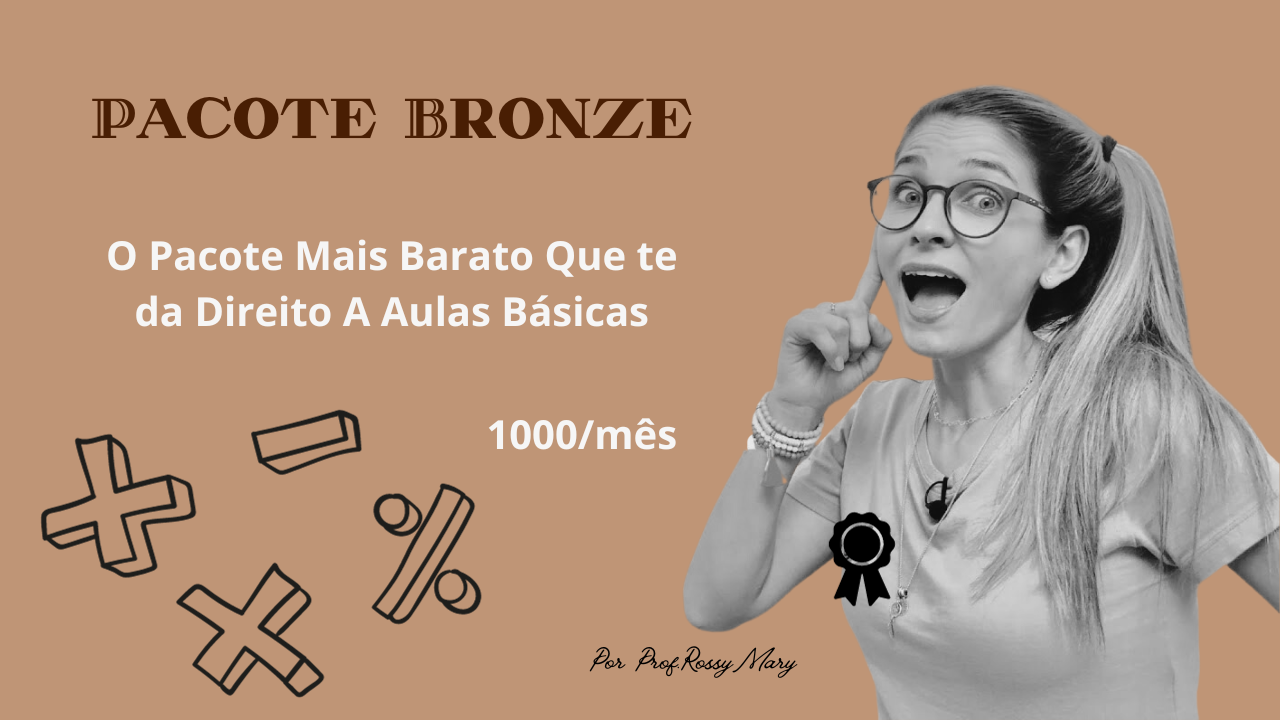 PACOTE BRONZE
O Pacote Mais Barato Que te
da Direito A Aulas Básicas
1000/mês
Por Prof.Rossy Mary